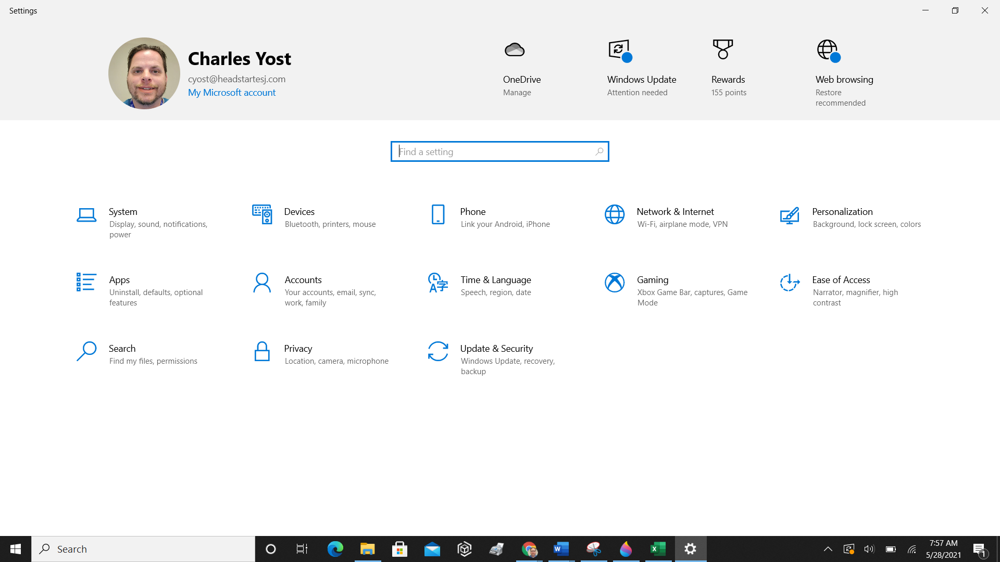 Settings
Charles Yost
cyost@headstartesj.com
My Microsoft account
OneDrive
Manage
Windows Update
Attention needed
Rewards
155 points
Web browsing
Restore
recommended
Find a setting
System
Display, sound, notifications,
power
Devices
Bluetooth, printers, mouse
Phone
Link your Android, iPhone
Network & Internet
Wi-Fi, airplane mode, VPN
Personalization
Background, lock screen, colors
Apps
Uninstall, defaults, optional
features
Accounts
Your accounts, email, sync,
work, family
Time & Language
Speech, region, date
Gaming
Xbox Game Bar, captures, Game
Mode
Ease of Access
Narrator, magnifier, high
contrast
Search
Find my files, permissions
Privacy
Location, camera, microphone
Update & Security
Windows Update, recovery,
backup
Search
7:57 AM
5/28/2021
1